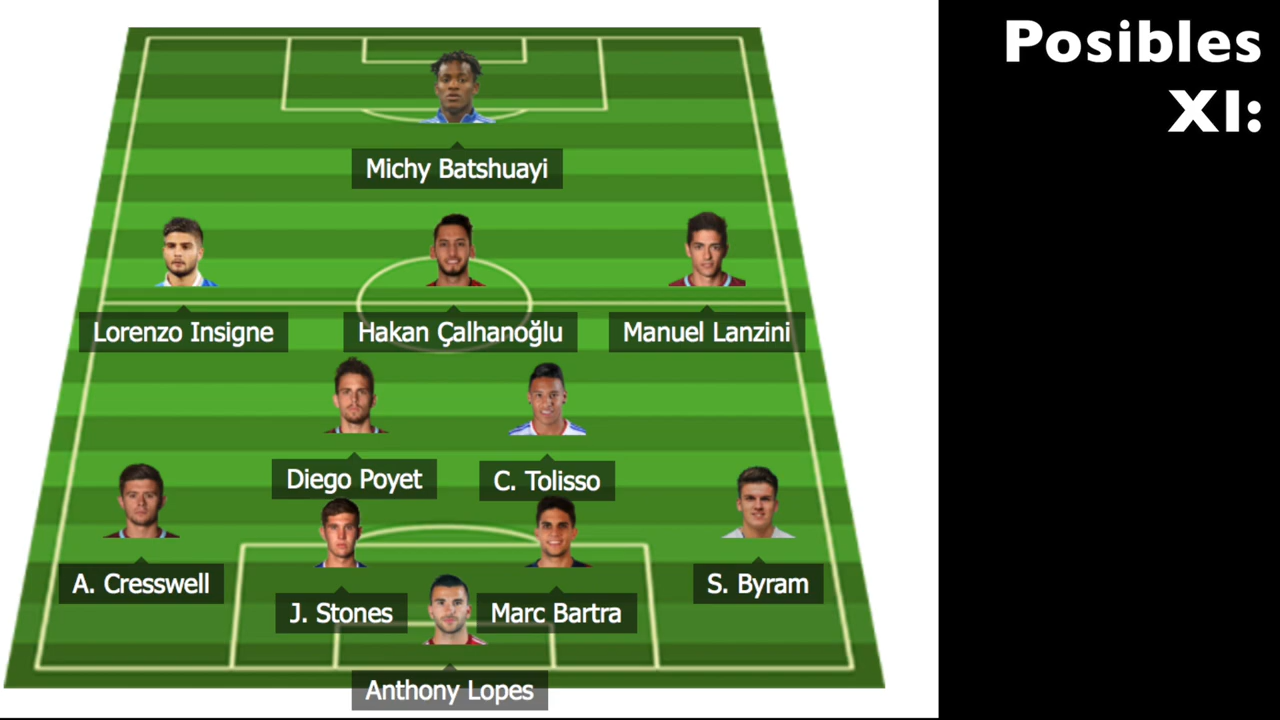 Posibles
XI:
Michy Batshuayi
Lorenzo Insigne
Hakan Çalhanoğlu
Manuel Lanzini
Diego Poyet
C. Tolisso
A. Cresswell
J. Stones
Marc Bartra
S. Byram
Anthony Lopes